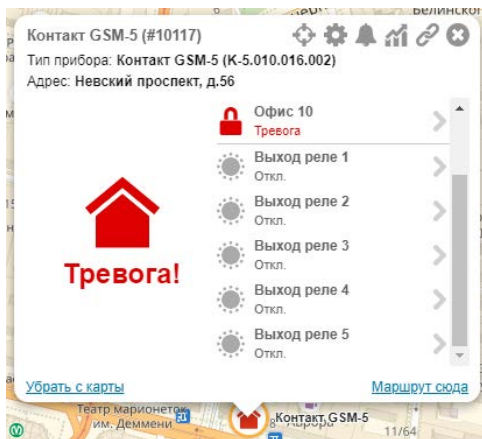 Белинског
Контакт GSM-5 (#10117)
Тип прибора: Контакт GSM-5 (К-5.010.016.002)
Адрес: Невский проспект, д.56
Офис 10
Тревога
Выход реле 1
Откл.
Выход реле 2
Откл.
Выход реле 3
Откл.
Тревога!
Выход реле 4
Откл.
Выход реле 5
Откл.
Убрать с карты
Маршрут сюда
Театр марионеток
им. Деммени
Контакт GSM-5
8
Аврора
11/64